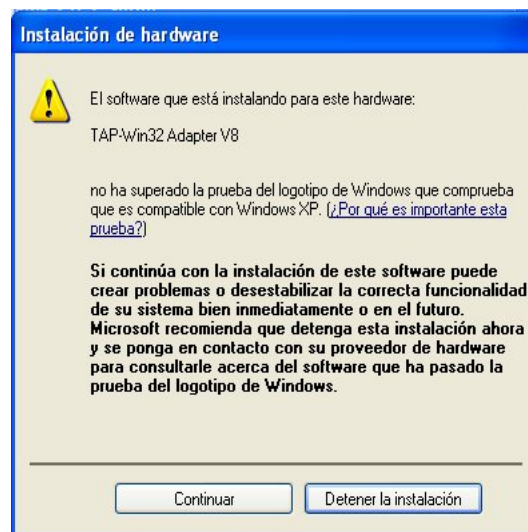 Instalación de hardware
El software que está instalando para este hardware:
TAP-Win32 Adapter V8
no ha superado la prueba del logotipo de Windows que comprueba
que es compatible con Windows XP. (¿Por qué es importante esta
prueba?)
Si continúa con la instalación de este software puede
crear problemas o desestabilizar la correcta funcionalidad
de su sistema bien inmediatamente o en el futuro.
Microsoft recomienda que detenga esta instalación ahora
y se ponga en contacto con su proveedor de hardware
para consultarle acerca del software que ha pasado la
prueba del logotipo de Windows.
Continuar
Detener la instalación